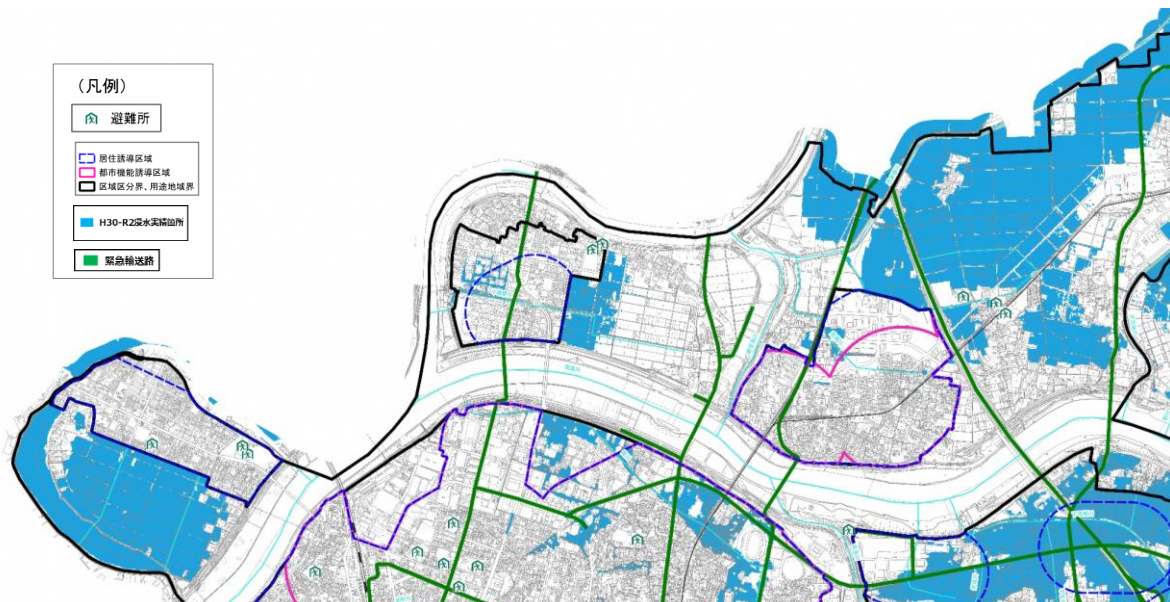 (凡例)
避難所
居住誘導区域
都市機能誘導区域
区域区分界、用途地域界
H30-R2浸水実績箇所
緊急輸送路